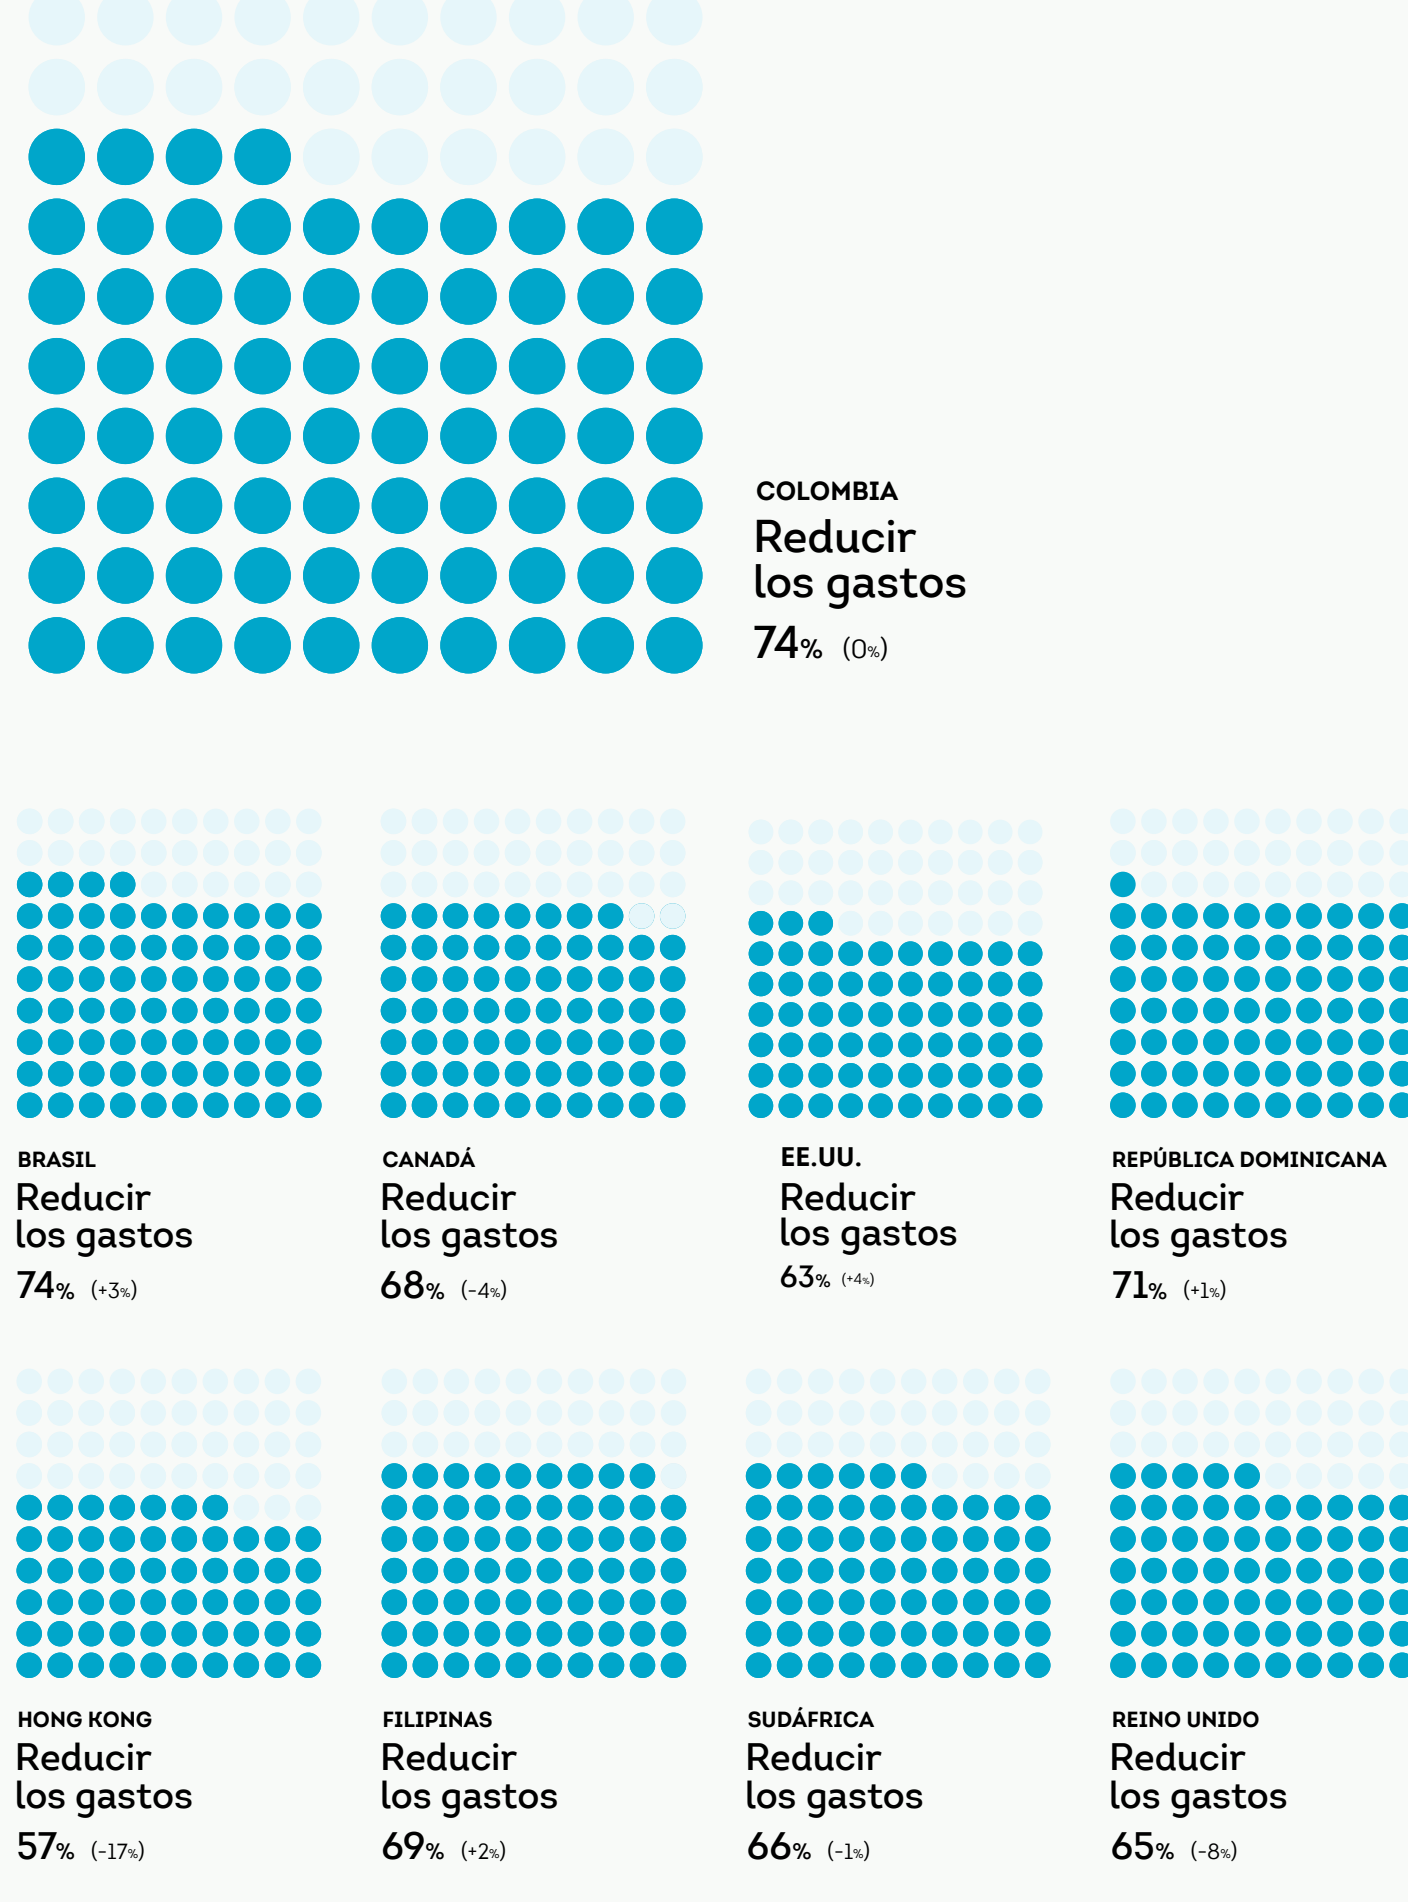 COLOMBIA
Reducir
los gastos
74% (0%)
BRASIL
Reducir
los gastos
74% (+3%)
CANADÁ
Reducir
los gastos
68% (-4%)
EE.UU.
Reducir
los gastos
63% (+4%)
REPÚBLICA DOMINICANA
Reducir
los gastos
71% (+1%)
HONG KONG
Reducir
los gastos
57% (-17%)
FILIPINAS
Reducir
los gastos
69% (+2%)
SUDÁFRICA
Reducir
los gastos
66% (-1%)
REINO UNIDO
Reducir
los gastos
65% (-8%)